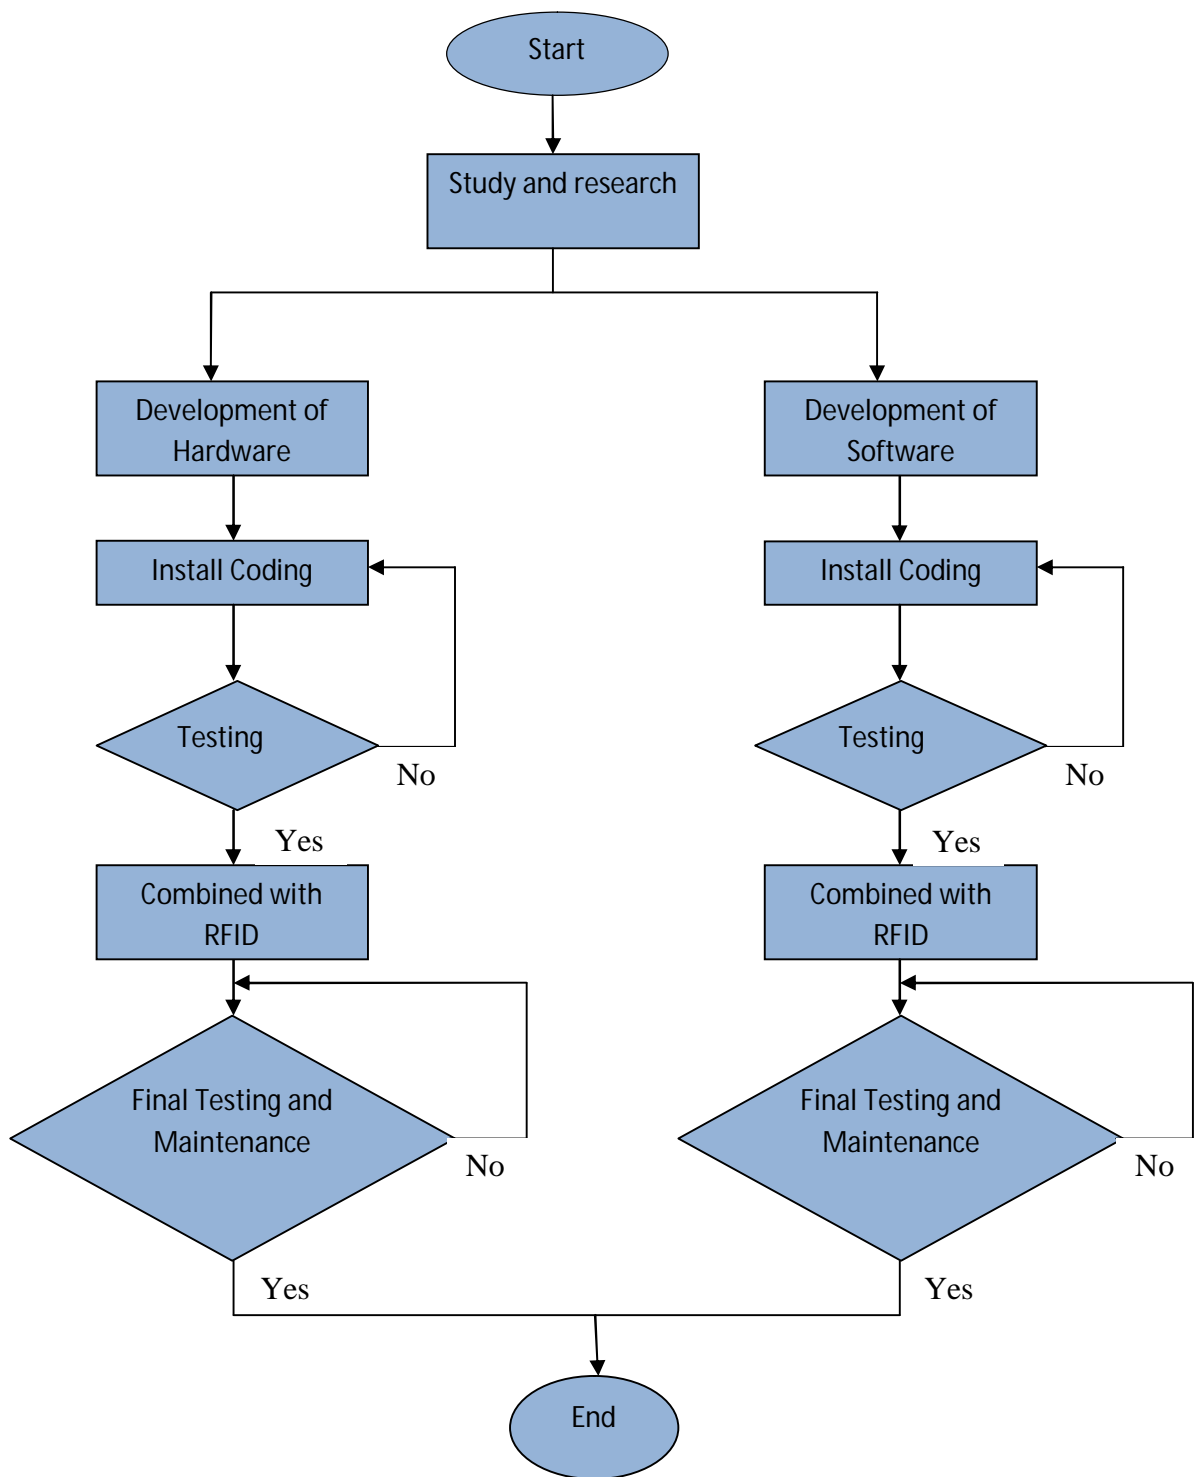 Start
Study and research
Development of
Hardware
Development of
Software
Install Coding
Install Coding
Testing
No
Testing
No
Yes
Yes
Combined with
RFID
Combined with
RFID
Final Testing and
Maintenance
No
Final Testing and
Maintenance
No
Yes
Yes
End